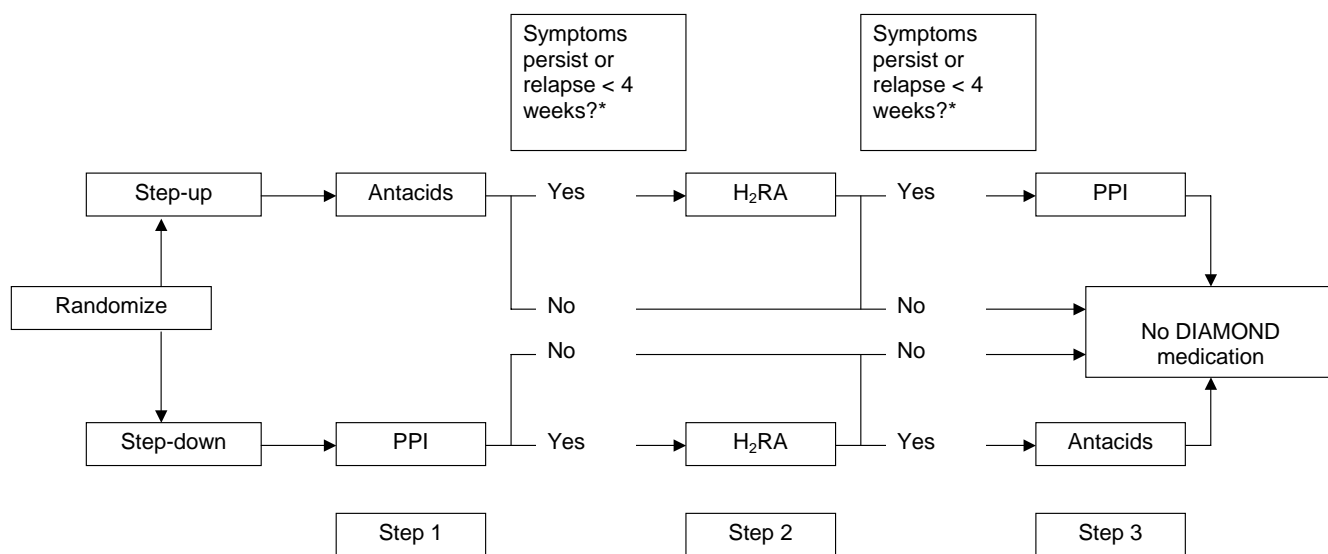 Symptoms
persist or
relapse < 4
weeks?*
Symptoms
persist or
relapse < 4
weeks?*
Step-up
Antacids
Yes
H₂RA
Yes
PPI
Randomize
No
No
No DIAMOND
medication
No
No
Step-down
PPI
Yes
H₂RA
Yes
Antacids
Step 1
Step 2
Step 3